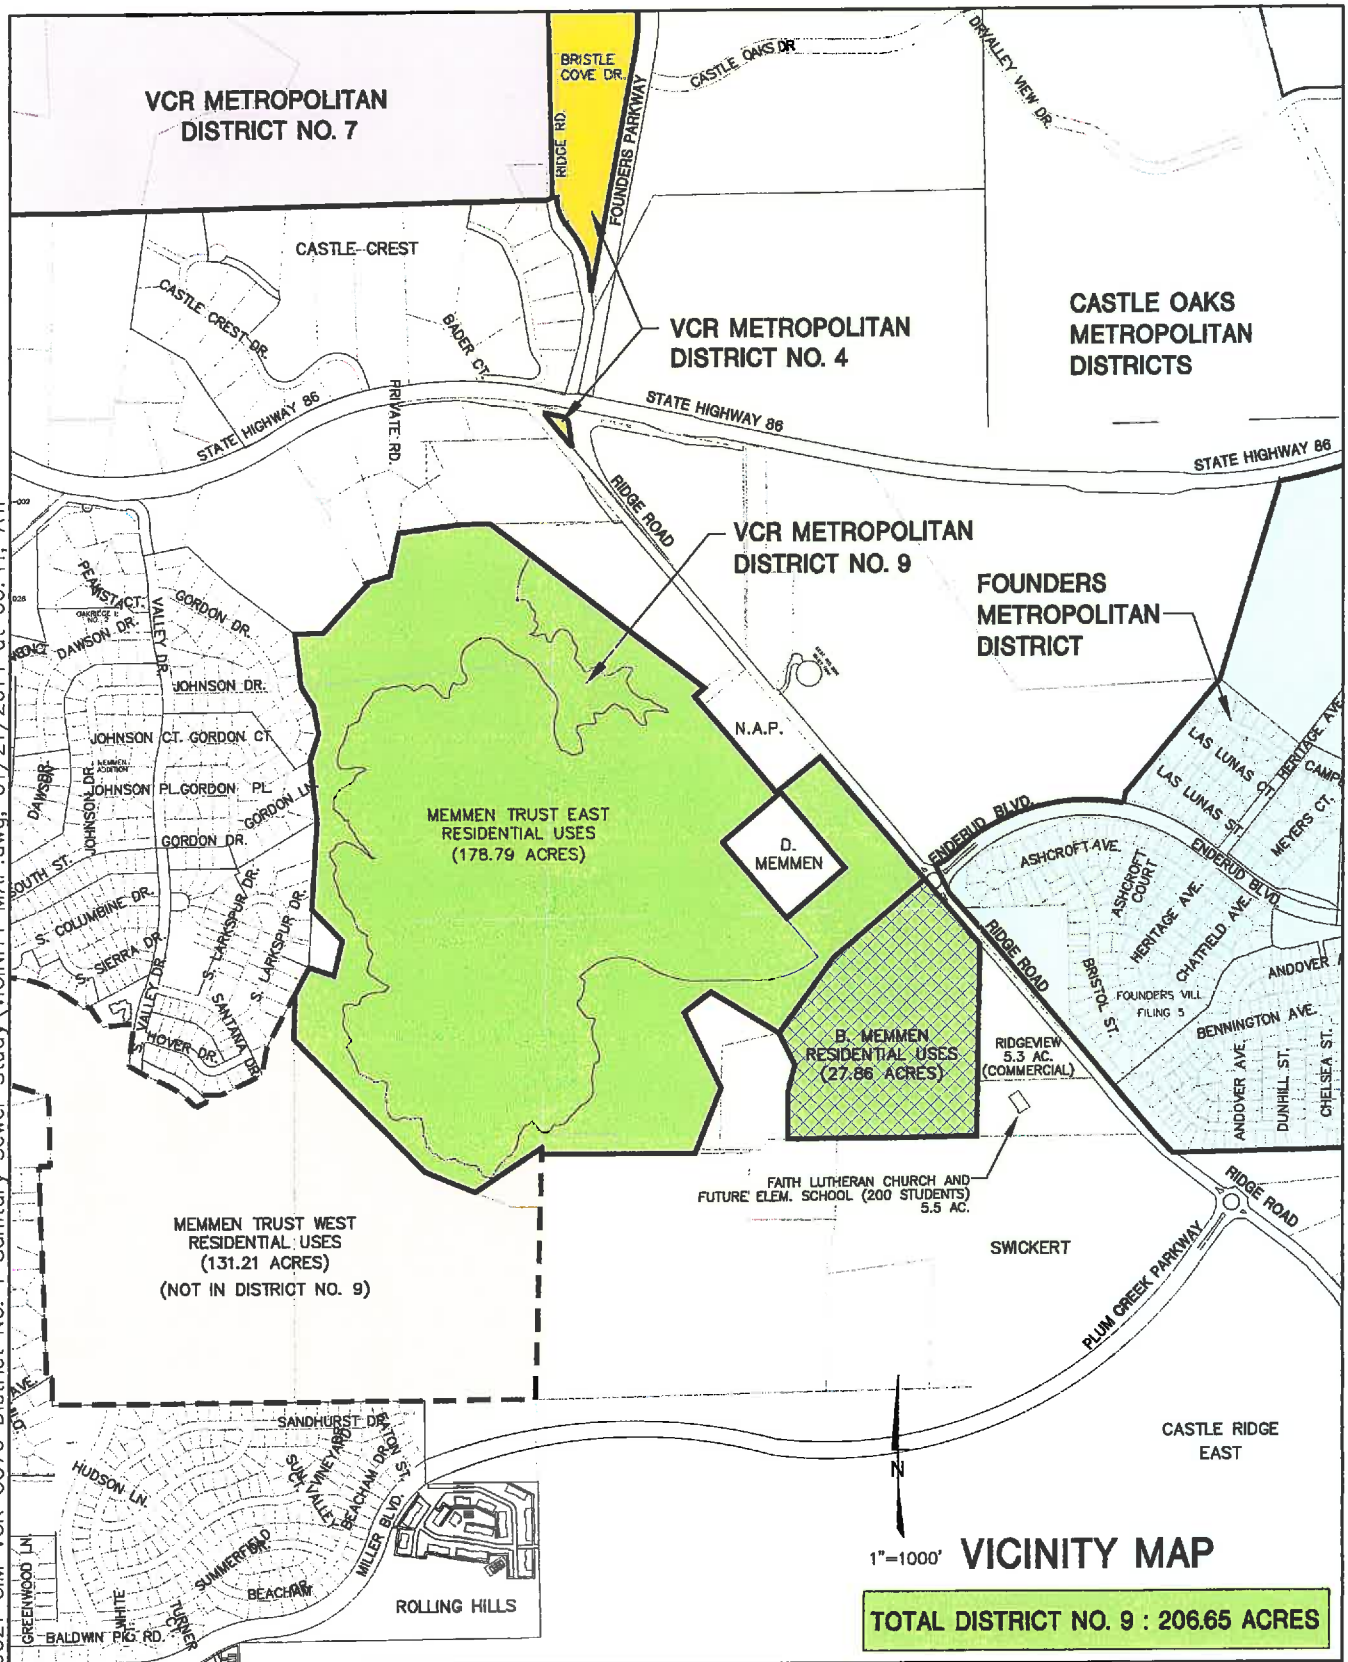 VCR METROPOLITAN
DISTRICT NO. 7
BRISTLE
COVE DR.
RIDGE RD.
FOUNDERS PARKWAY
CASTLE OAKS DR
VALLEY VIEW DR.
CASTLE CREST
CASTLE CREST DR.
BADER CT.
PRIVATE RD.
STATE HIGHWAY 86
VCR METROPOLITAN
DISTRICT NO. 4
CASTLE OAKS
METROPOLITAN
DISTRICTS
STATE HIGHWAY 86
STATE HIGHWAY 86
RIDGE ROAD
VCR METROPOLITAN
DISTRICT NO. 9
FOUNDERS
METROPOLITAN
DISTRICT
GORDON DR.
VALLEY DR.
DAWSON DR.
JOHNSON DR.
JOHNSON CT.
GORDON CT.
MEMMEN
ADDITION
JOHNSON DR.
DAWSON DR.
JOHNSON PL.
GORDON PL.
GORDON LN.
GORDON DR.
SOUTH ST.
S. COLUMBINE DR.
S. SIERRA DR.
S. LARKSPUR DR.
S. LARKSPUR DR.
S. VALLEY DR.
SANTANA DR.
HOVER DR.
N.A.P.
MEMMEN TRUST EAST
RESIDENTIAL USES
(178.79 ACRES)
D.
MEMMEN
LAS LUNAS CT.
LAS LUNAS ST.
HERITAGE AVE.
MEYERS CT.
ENDERUD BLVD.
ENDERUD BLVD.
ASHCROFT AVE.
ASHCROFT
COURT
HERITAGE AVE.
CHATFIELD AVE.
RIDGE ROAD
BRISTOL ST.
FOUNDERS VILL.
FILING 5
ANDOVER
BENNINGTON AVE.
ANDOVER AVE.
DUNHILL ST.
CHELSEA ST.
B. MEMMEN
RESIDENTIAL USES
(27.86 ACRES)
RIDGEVIEW
5.3 AC.
(COMMERCIAL)
FAITH LUTHERAN CHURCH AND
FUTURE ELEM. SCHOOL (200 STUDENTS)
5.5 AC.
RIDGE ROAD
MEMMEN TRUST WEST
RESIDENTIAL USES
(131.21 ACRES)
(NOT IN DISTRICT NO. 9)
SWICKERT
PLUM CREEK PARKWAY
CASTLE RIDGE
EAST
SANDHURST DR.
EATON ST.
BEACHAM DR.
HUDSON LN.
MILLER BLVD.
SUMMERFIELD
DR.
BEACHAM
DR.
GREENWOOD LN.
WHITE
TURNER
BALDWIN
RD.
ROLLING HILLS
N
1"=1000'
VICINITY MAP
TOTAL DISTRICT NO. 9 : 206.65 ACRES